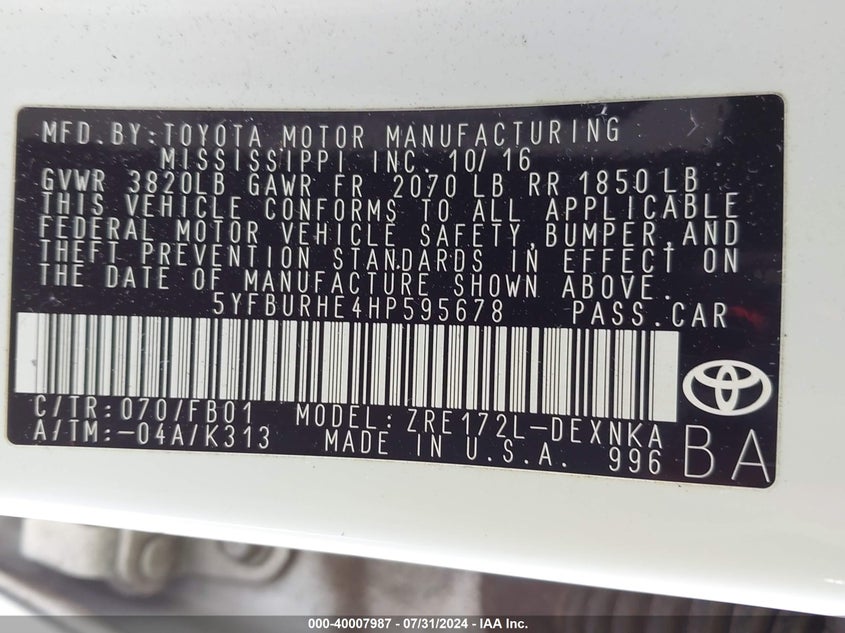 MFD.BY:TOYOTA MOTOR MANUFACTURING
MISSISSIPPI INC. 10/16
GVWR 3820LB GAWR FR 2070LB RR 1850LB
THIS VEHICLE CONFORMS TO ALL APPLICABLE
FEDERAL MOTOR VEHICLE SAFETY,BUMPER,AND
THEFT PREVENTION STANDARDS IN EFFECT ON
THE DATE OF MANUFACTURE SHOWN ABOVE.
5YFBURHE4HP595678 PASS.CAR
C/TR:070/FB01 MODEL:ZRE172L-DEXNKA
A/TM:-04A/K313 MADE IN U.S.A. 996 BA
000-40007987 - 07/31/2024 - IAA Inc.